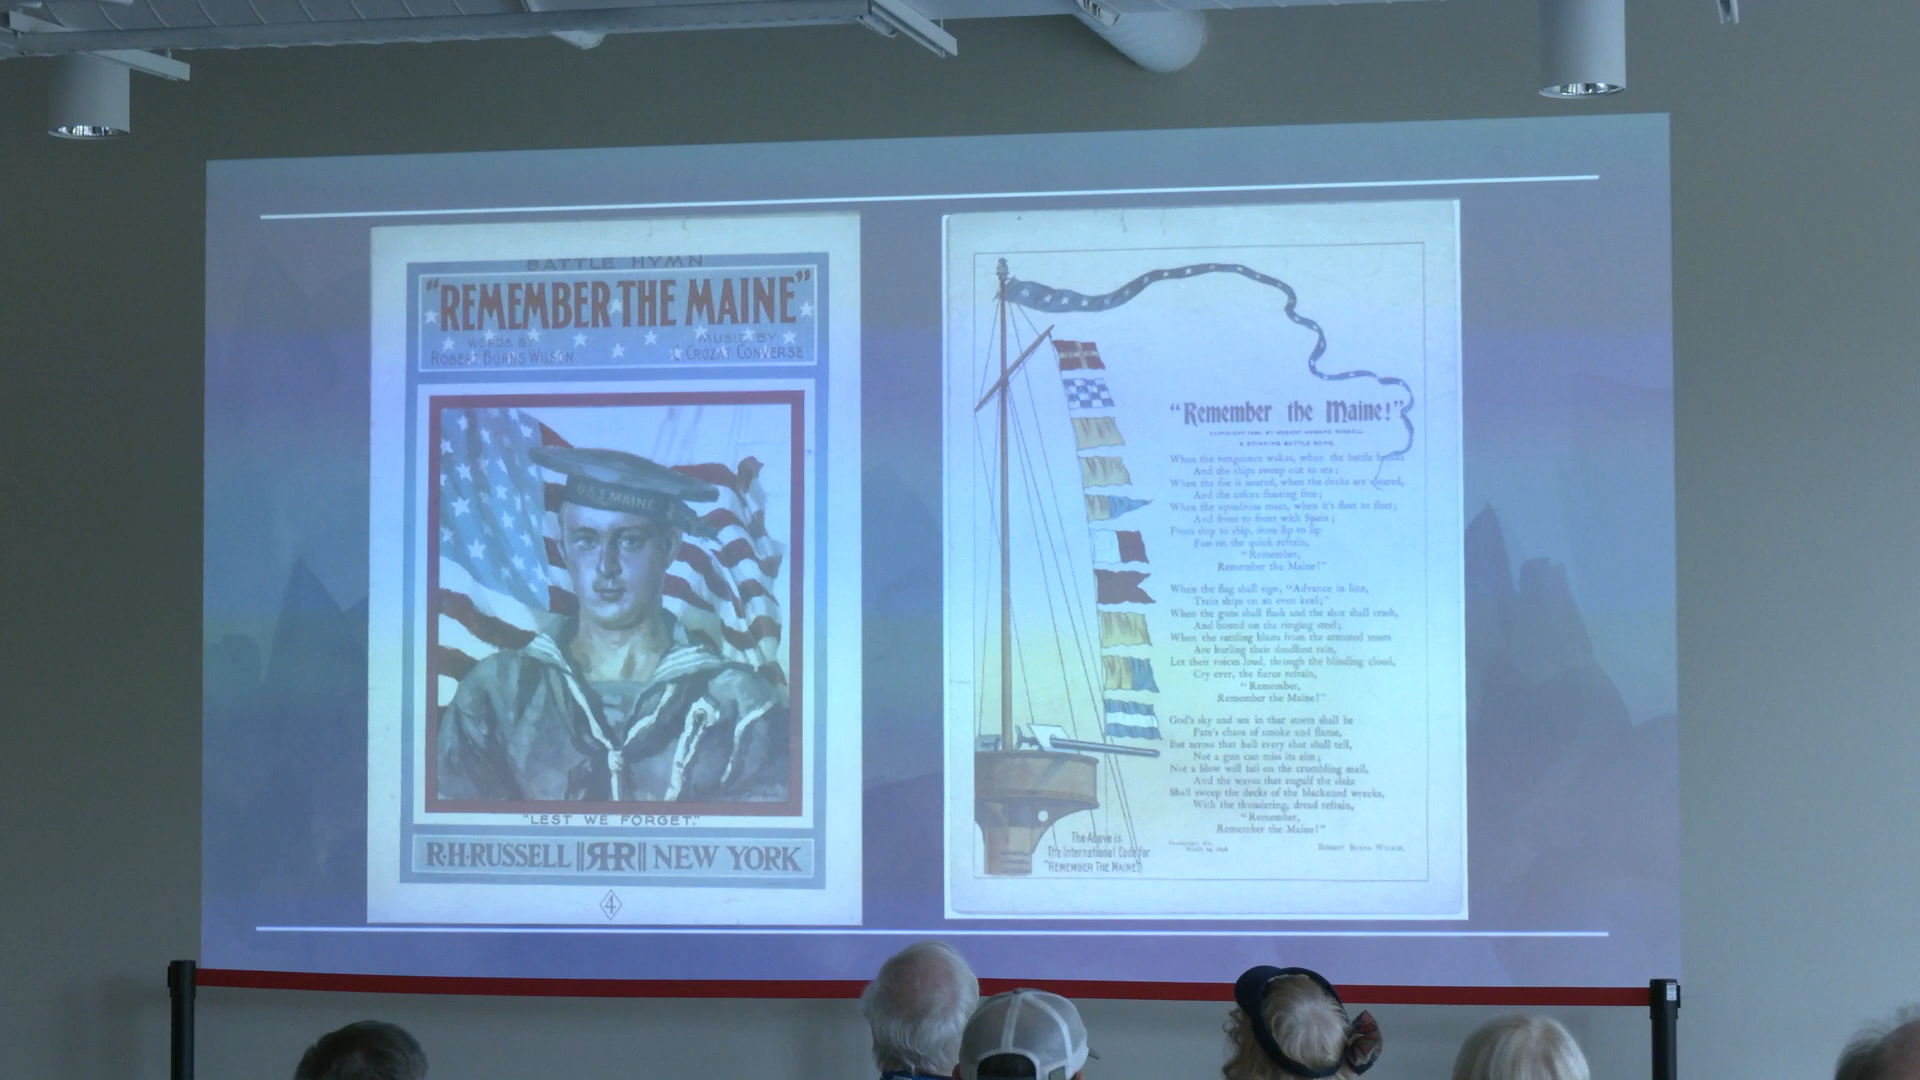 BATTLE HYMN
"REMEMBER THE MAINE"
WORDS BY
ROBERT BURNS WILSON
MUSIC BY
C. CROZAT CONVERSE
U.S.S. MAINE
"LEST WE FORGET."
R·H·RUSSELL RHR NEW YORK
4
"Remember the Maine!"
COPYRIGHT 1898, BY ROBERT HOWARD RUSSELL
A STIRRING BATTLE SONG.
When the vengeance wakes, when the battle breaks
And the ships sweep out to sea;
When the foe is neared, when the decks are cleared,
And the colors floating free;
When the squadrons meet, when it's fleet to fleet;
And front to front with Spain;
From ship to ship, from lip to lip
Pass on the quick refrain,
"Remember,
Remember the Maine!"
When the flag shall sign, "Advance in line,
Train ships on an even keel;"
When the guns shall flash and the shot shall crash,
And bound on the ringing steel;
When the rattling blasts from the armored masts
Are hurling their deadliest rain,
Let their voices loud, through the blinding cloud,
Cry ever, the fierce refrain,
"Remember,
Remember the Maine!"
God's sky and sea in that storm shall be
Fate's chaos of smoke and flame,
But across that hell every shot shall tell,
Not a gun can miss its aim;
Not a blow will fail on the crumbling mail,
And the waves that engulf the slain
Shall sweep the decks of the blackened wrecks,
With the thundering, dread refrain,
"Remember,
Remember the Maine!"
ROBERT BURNS WILSON.
The Above is
The International Code for
"REMEMBER THE MAINE"